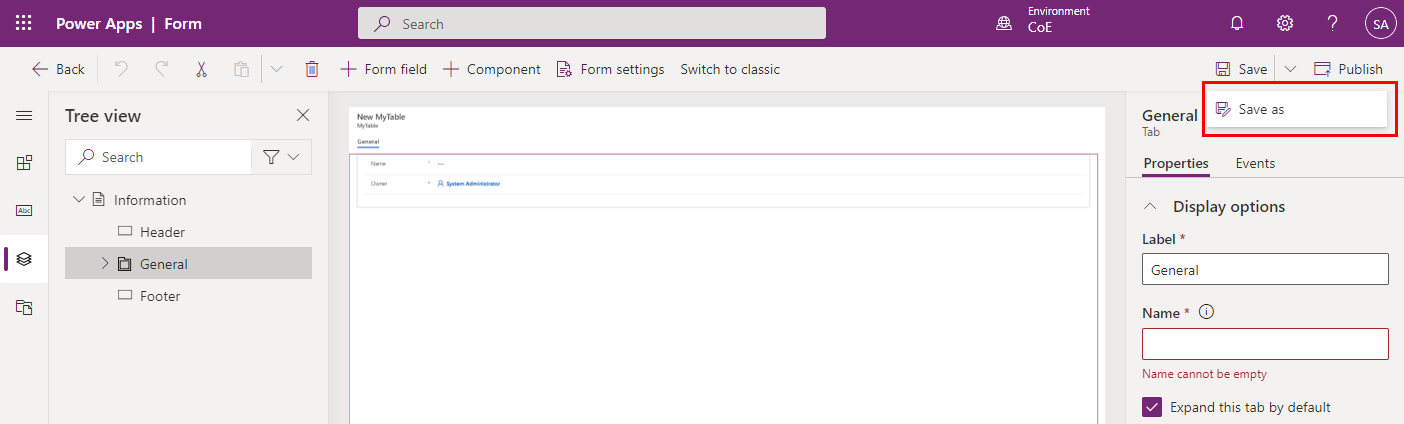 Power Apps | Form
Search
Environment
CoE
SA
Back
Form field
Component
Form settings
Switch to classic
Save
Publish
Save as
Tree view
Search
Information
Header
General
Footer
Abc
New MyTable
MyTable
General
Name * ---
Owner * System Administrator
General
Tab
Properties
Events
Display options
Label *
General
Name *
Name cannot be empty
Expand this tab by default